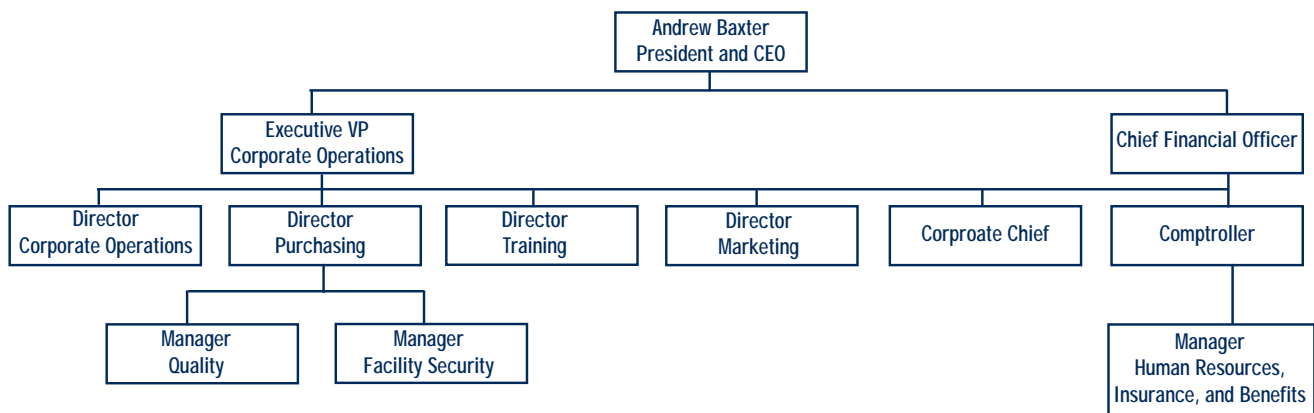 Andrew Baxter
President and CEO
Executive VP
Corporate Operations
Chief Financial Officer
Director
Corporate Operations
Director
Purchasing
Director
Training
Director
Marketing
Corproate Chief
Comptroller
Manager
Quality
Manager
Facility Security
Manager
Human Resources,
Insurance, and Benefits